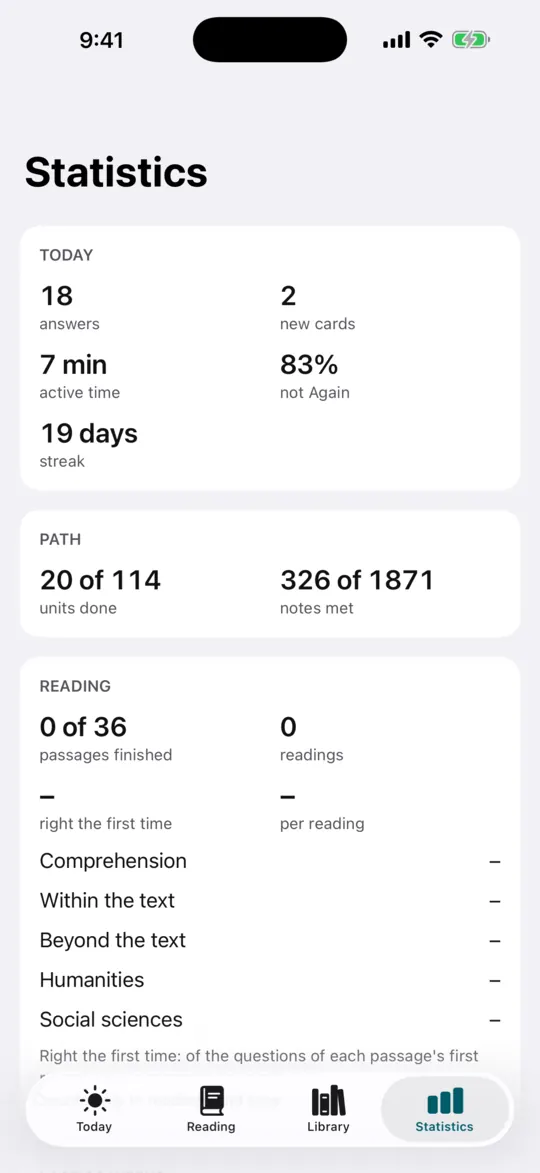 9:41
Statistics
TODAY
18
2
answers
new cards
7 min
83%
active time
not Again
19 days
streak
PATH
20 of 114
326 of 1871
units done
notes met
READING
0 of 36
0
passages finished
readings
–
–
right the first time
per reading
Comprehension –
Within the text –
Beyond the text –
Humanities –
Social sciences –
Right the first time: of the questions of each passage's first
Today
Reading
Library
Statistics